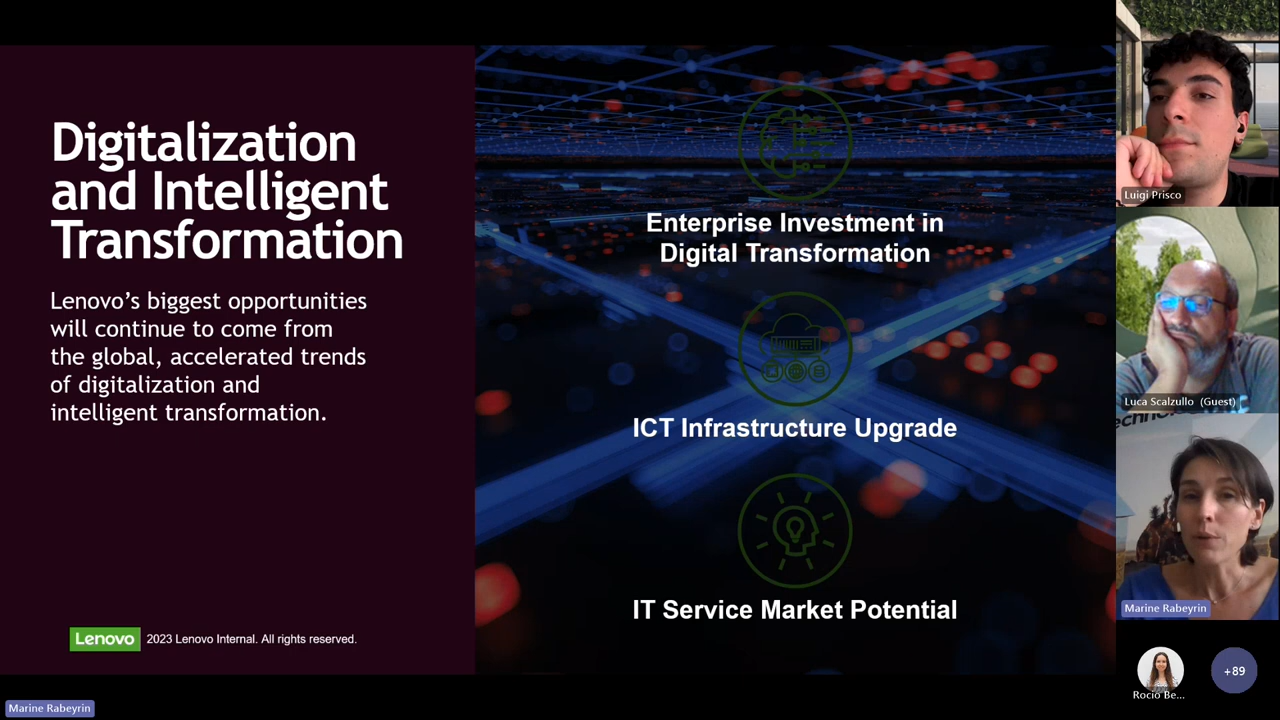 Digitalization
and Intelligent
Transformation
Lenovo’s biggest opportunities
will continue to come from
the global, accelerated trends
of digitalization and
intelligent transformation.
Lenovo
2023 Lenovo Internal. All rights reserved.
Enterprise Investment in
Digital Transformation
ICT Infrastructure Upgrade
IT Service Market Potential
Luigi Prisco
Luca Scalzullo (Guest)
Marine Rabeyrin
Rocio Be...
+89
Marine Rabeyrin